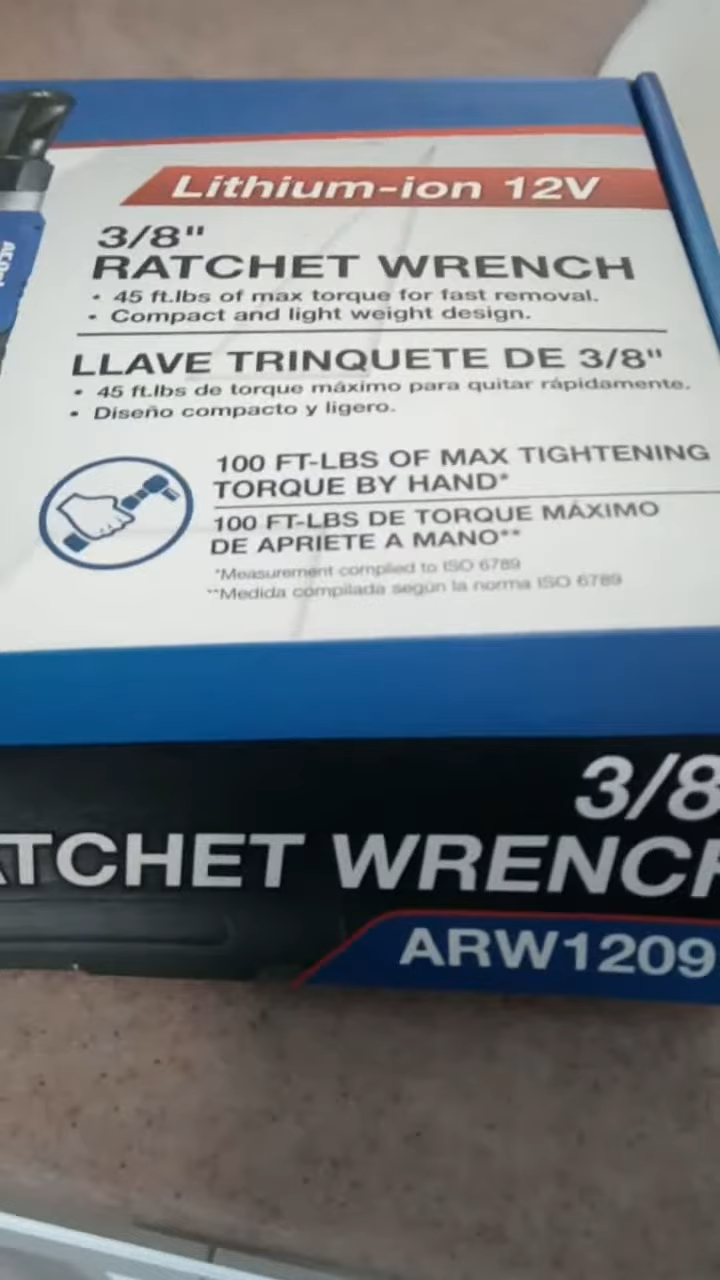 Lithium-ion 12V
3/8"
RATCHET WRENCH
• 45 ft.lbs of max torque for fast removal.
• Compact and light weight design.
LLAVE TRINQUETE DE 3/8"
• 45 ft.lbs de torque máximo para quitar rápidamente.
• Diseño compacto y ligero.
100 FT-LBS OF MAX TIGHTENING
TORQUE BY HAND*
100 FT-LBS DE TORQUE MÁXIMO
DE APRIETE A MANO**
*Measurement complied to ISO 6789
**Medida compilada según la norma ISO 6789
3/8
ATCHET WRENCH
ARW1209